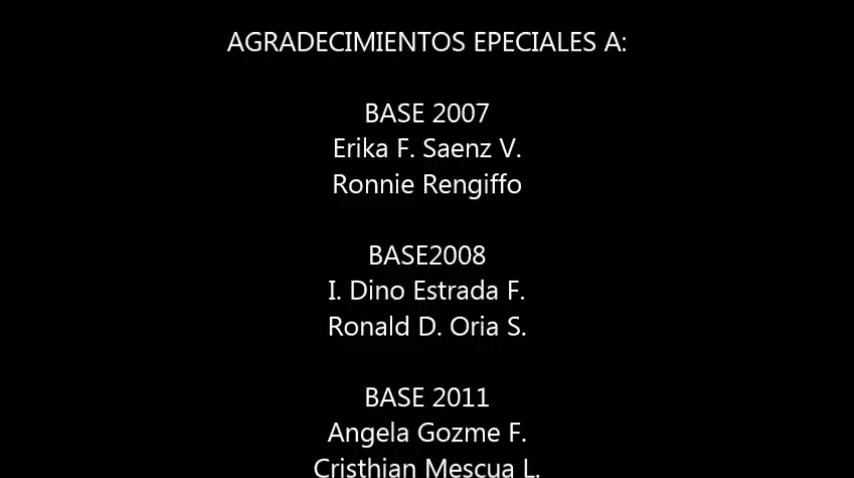 AGRADECIMIENTOS EPECIALES A:
BASE 2007
Erika F. Saenz V.
Ronnie Rengiffo
BASE2008
I. Dino Estrada F.
Ronald D. Oria S.
BASE 2011
Angela Gozme F.
Cristhian Mescua L.